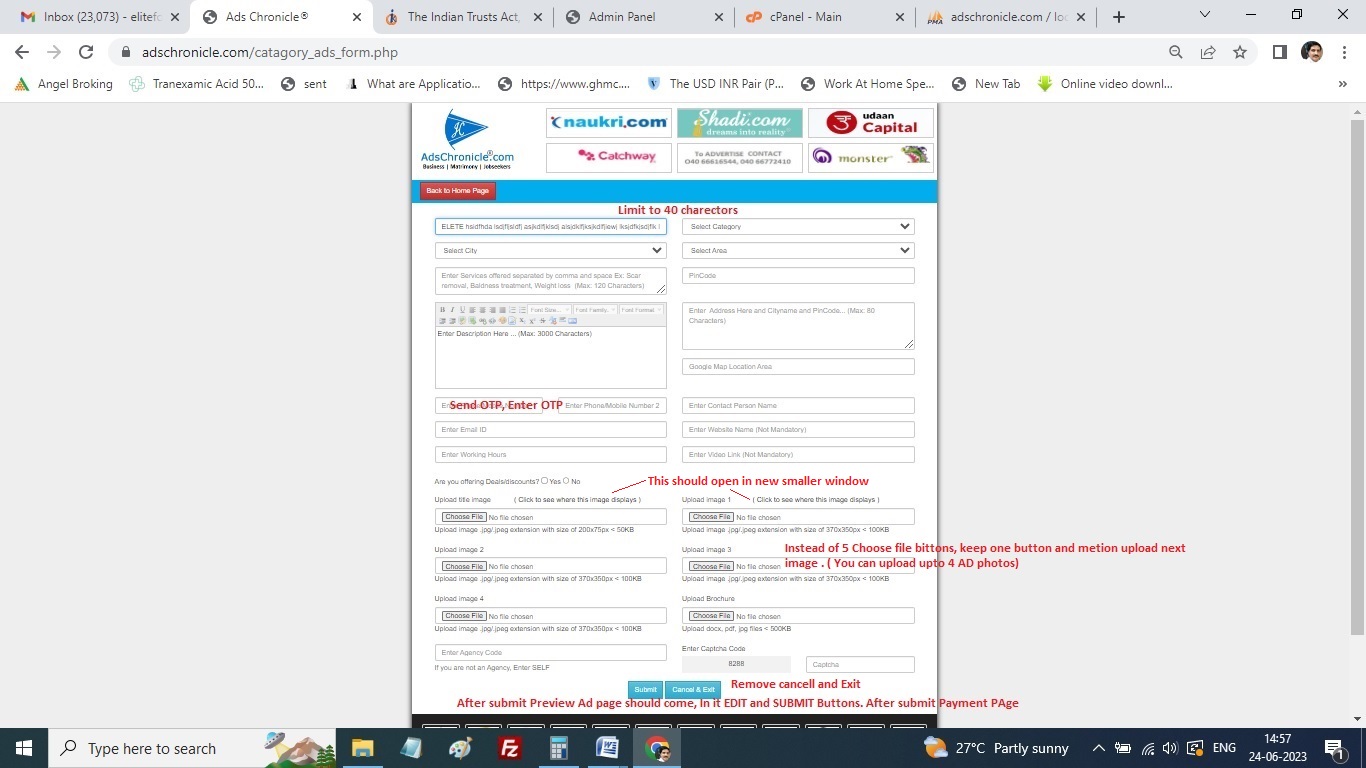 Inbox (23,073) - elitefc
Ads Chronicle®
The Indian Trusts Act,
Admin Panel
cPanel - Main
adschronicle.com / loc
adschronicle.com/catagory_ads_form.php
Angel Broking
Tranexamic Acid 50...
sent
What are Applicatio...
https://www.ghmc....
The USD INR Pair (P...
Work At Home Spe...
New Tab
Online video downl...
naukri.com
Shadi.com
dreams into reality
udaan
Capital
AdsChronicle®.com
Business | Matrimony | Jobseekers
Catchway
To ADVERTISE CONTACT
O40 66616544, 040 66772410
monster
Back to Home Page
Limit to 40 charectors
Select Category
Select City
Select Area
Enter Services offered separated by comma and space Ex: Scar
removal, Baldness treatment, Weight loss (Max: 120 Characters)
PinCode
B I U
Font Size...
Font Family.
Font Format
Enter Description Here ... (Max: 3000 Characters)
Enter Address Here and Cityname and PinCode... (Max: 80
Characters)
Google Map Location Area
Send OTP, Enter OTP
Enter Phone/Mobile Number 2
Enter Contact Person Name
Enter Email ID
Enter Website Name (Not Mandatory)
Enter Working Hours
Enter Video Link (Not Mandatory)
Are you offering Deals/discounts? Yes No
This should open in new smaller window
Upload title image ( Click to see where this image displays )
Upload image 1 ( Click to see where this image displays )
Choose File No file chosen
Choose File No file chosen
Upload image .jpg/.jpeg extension with size of 200x75px < 50KB
Upload image .jpg/.jpeg extension with size of 370x350px < 100KB
Upload image 2
Upload image 3
Instead of 5 Choose file bittons, keep one button and metion upload next
image . ( You can upload upto 4 AD photos)
Choose File No file chosen
Choose File No file chosen
Upload image .jpg/.jpeg extension with size of 370x350px < 100KB
Upload image .jpg/.jpeg extension with size of 370x350px < 100KB
Upload image 4
Upload Brochure
Choose File No file chosen
Choose File No file chosen
Upload image .jpg/.jpeg extension with size of 370x350px < 100KB
Upload docx, pdf, jpg files < 500KB
Enter Agency Code
Enter Captcha Code
If you are not an Agency, Enter SELF
8288
Captcha
Submit
Cancel & Exit
Remove cancell and Exit
After submit Preview Ad page should come, In it EDIT and SUBMIT Buttons. After submit Payment PAge
Type here to search
27°C Partly sunny
ENG
14:57
24-06-2023
1